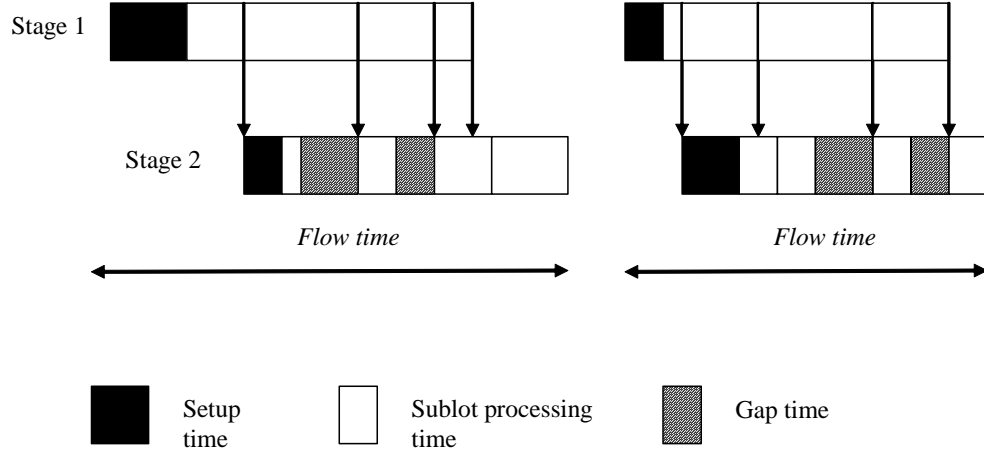 Stage 1
Stage 2
Flow time
Flow time
Setup
time
Sublot processing
time
Gap time